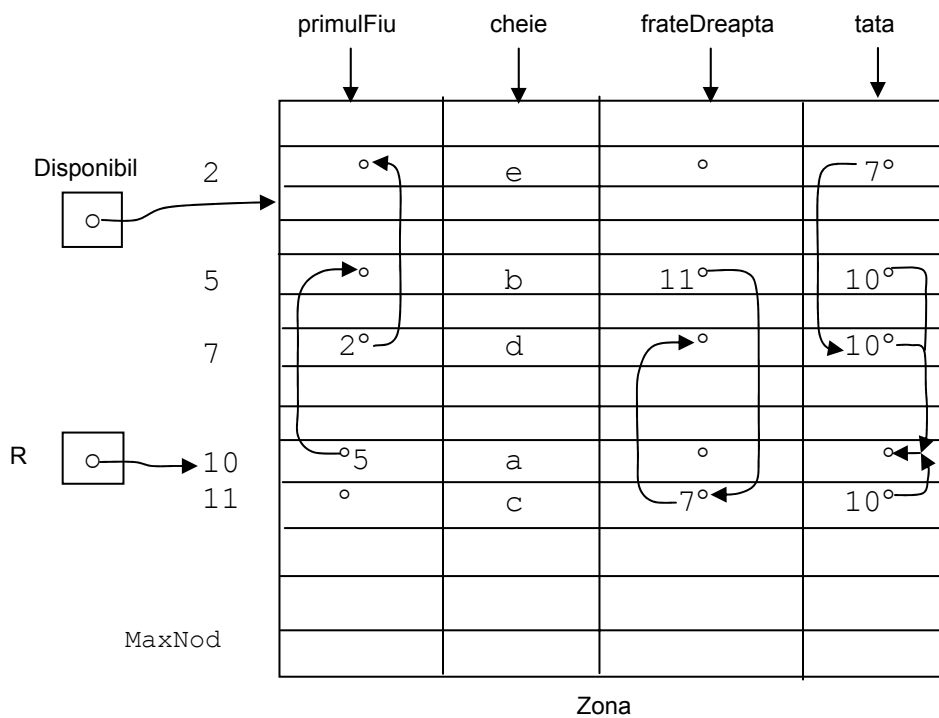 primulFiu cheie frateDreapta tata
Disponibil 2 e 7
5 b 11 10
7 2 d 10
R 10 5 a
11 c 7 10
MaxNod
Zona